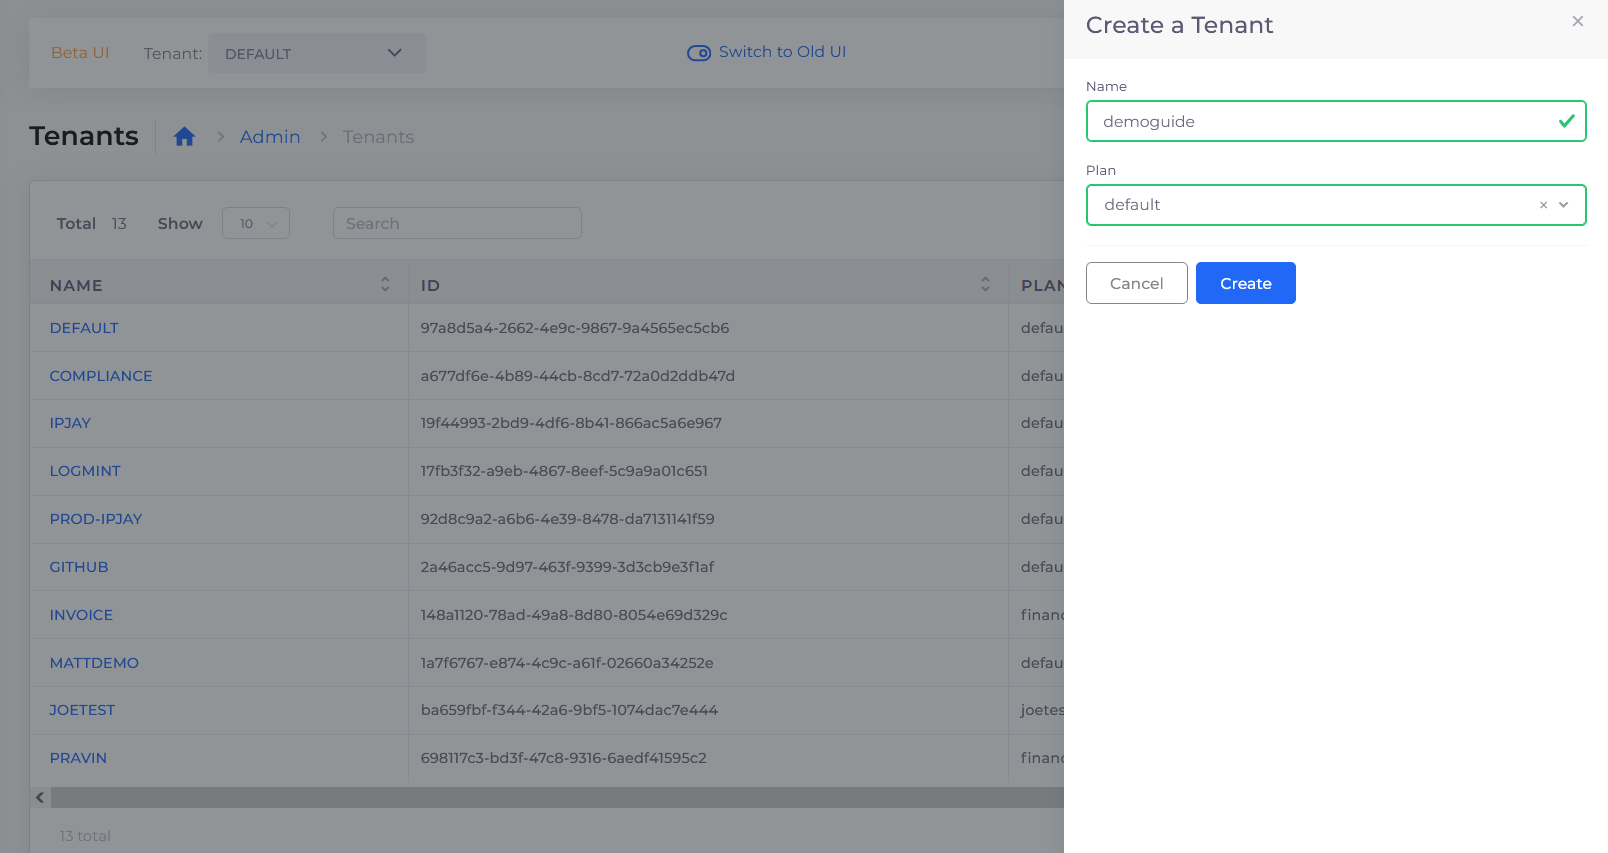 Beta UI Tenant: DEFAULT Switch to Old UI
Tenants Admin Tenants
Total 13 Show 10 Search
NAME ID PLAN
DEFAULT 97a8d5a4-2662-4e9c-9867-9a4565ec5cb6 defau
COMPLIANCE a677df6e-4b89-44cb-8cd7-72a0d2ddb47d defau
IPJAY 19f44993-2bd9-4df6-8b41-866ac5a6e967 defau
LOGMINT 17fb3f32-a9eb-4867-8eef-5c9a9a01c651 defau
PROD-IPJAY 92d8c9a2-a6b6-4e39-8478-da7131141f59 defau
GITHUB 2a46acc5-9d97-463f-9399-3d3cb9e3f1af defau
INVOICE 148a1120-78ad-49a8-8d80-8054e69d329c financ
MATTDEMO 1a7f6767-e874-4c9c-a61f-02660a34252e defau
JOETEST ba659fbf-f344-42a6-9bf5-1074dac7e444 joetes
PRAVIN 698117c3-bd3f-47c8-9316-6aedf41595c2 financ
13 total
Create a Tenant
Name
demoguide
Plan
default
Cancel Create